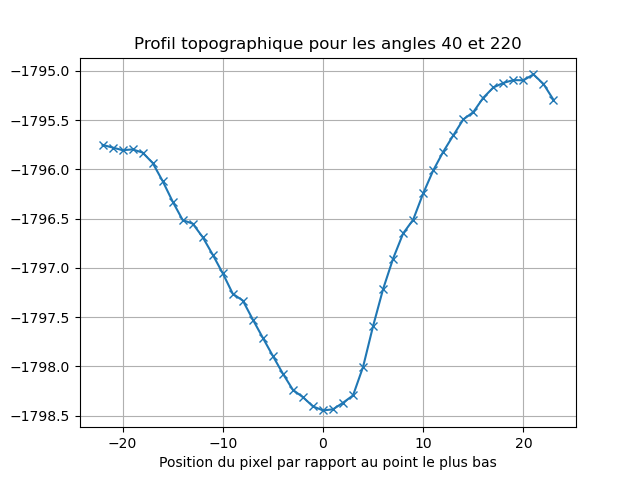 Profil topographique pour les angles 40 et 220
−1795.0
−1795.5
−1796.0
−1796.5
−1797.0
−1797.5
−1798.0
−1798.5
−20 −10 0 10 20
Position du pixel par rapport au point le plus bas